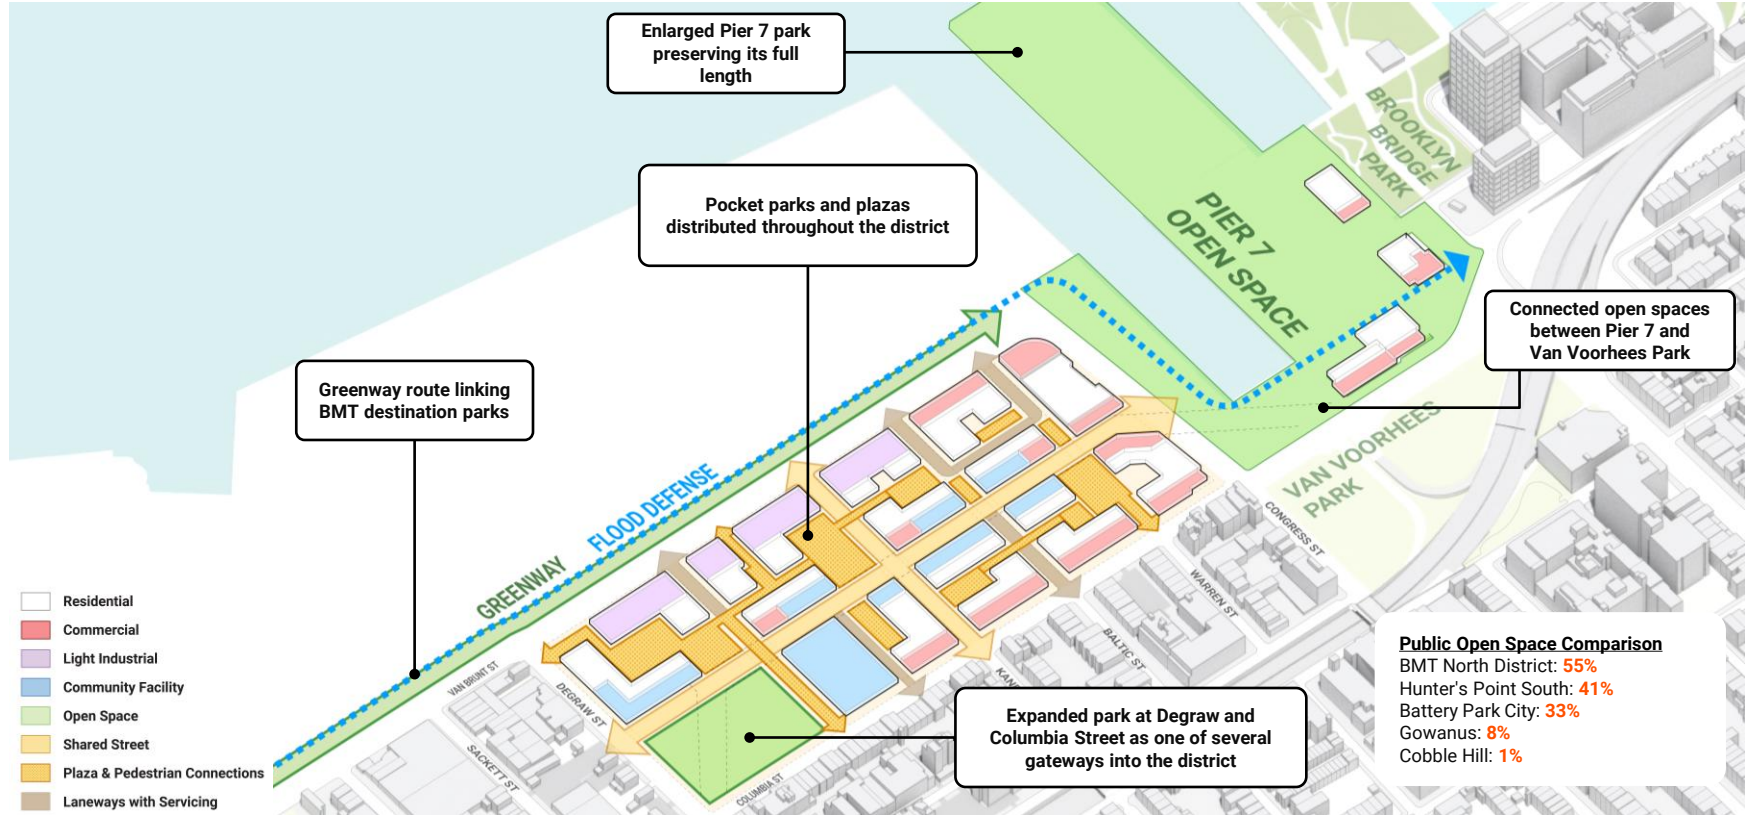 Enlarged Pier 7 park
preserving its full
length
Pocket parks and plazas
distributed throughout the district
BROOKLYN
BRIDGE
PARK
PIER 7
OPEN SPACE
Connected open spaces
between Pier 7 and
Van Voorhees Park
Greenway route linking
BMT destination parks
VAN VOORHEES
PARK
FLOOD DEFENSE
GREENWAY
CONGRESS ST
WARREN ST
BALTIC ST
KANE
VAN BRUNT ST
DEGRAW ST
SACKETT ST
COLUMBIA ST
Residential
Commercial
Light Industrial
Community Facility
Open Space
Shared Street
Plaza & Pedestrian Connections
Laneways with Servicing
Expanded park at Degraw and
Columbia Street as one of several
gateways into the district
Public Open Space Comparison
BMT North District: 55%
Hunter's Point South: 41%
Battery Park City: 33%
Gowanus: 8%
Cobble Hill: 1%